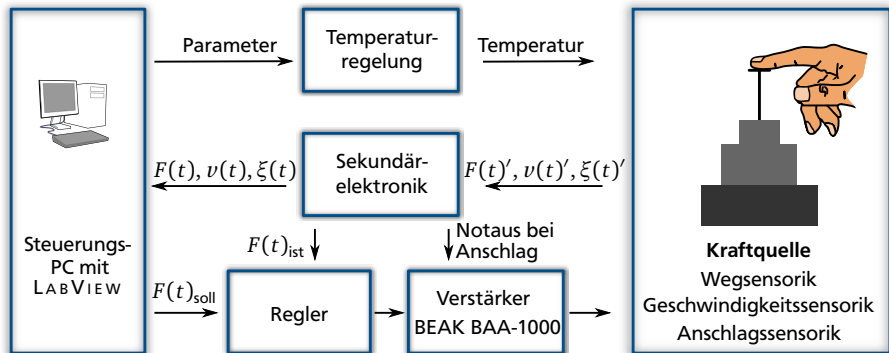 Parameter
Temperatur-
regelung
Temperatur
F(t), v(t), ξ(t)
Sekundär-
elektronik
F(t)′, v(t)′, ξ(t)′
Steuerungs-
PC mit
LABVIEW
F(t)ist
Notaus bei
Anschlag
F(t)soll
Regler
Verstärker
BEAK BAA-1000
Kraftquelle
Wegsensorik
Geschwindigkeitssensorik
Anschlagssensorik